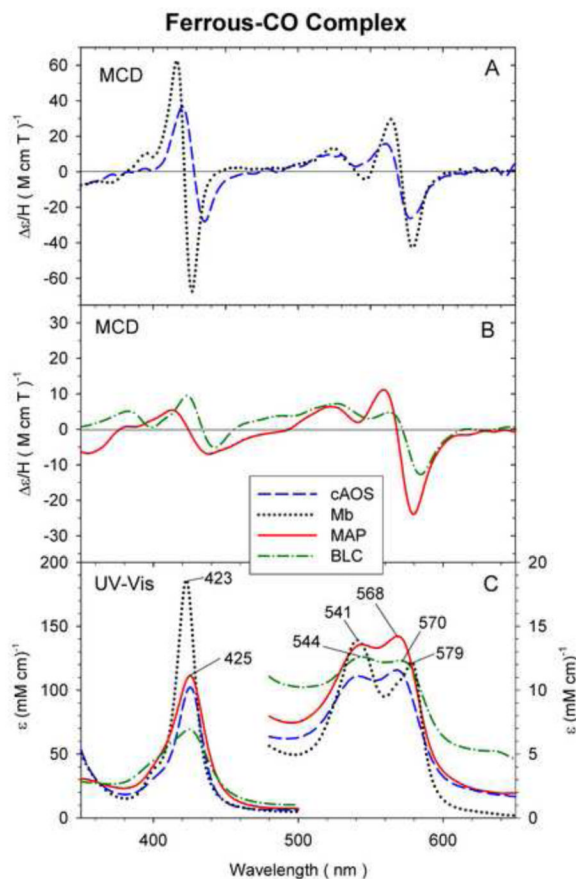 Ferrous-CO Complex
MCD
A
60
40
20
0
-20
-40
-60
Δε/H ( M cm T )⁻¹
MCD
B
30
20
10
0
-10
-20
-30
Δε/H ( M cm T )⁻¹
cAOS
Mb
MAP
BLC
UV-Vis
C
200
150
100
50
0
ε (mM cm)⁻¹
20
15
10
5
0
ε (mM cm)⁻¹
423
425
568
541
570
544
579
400
500
600
Wavelength ( nm )